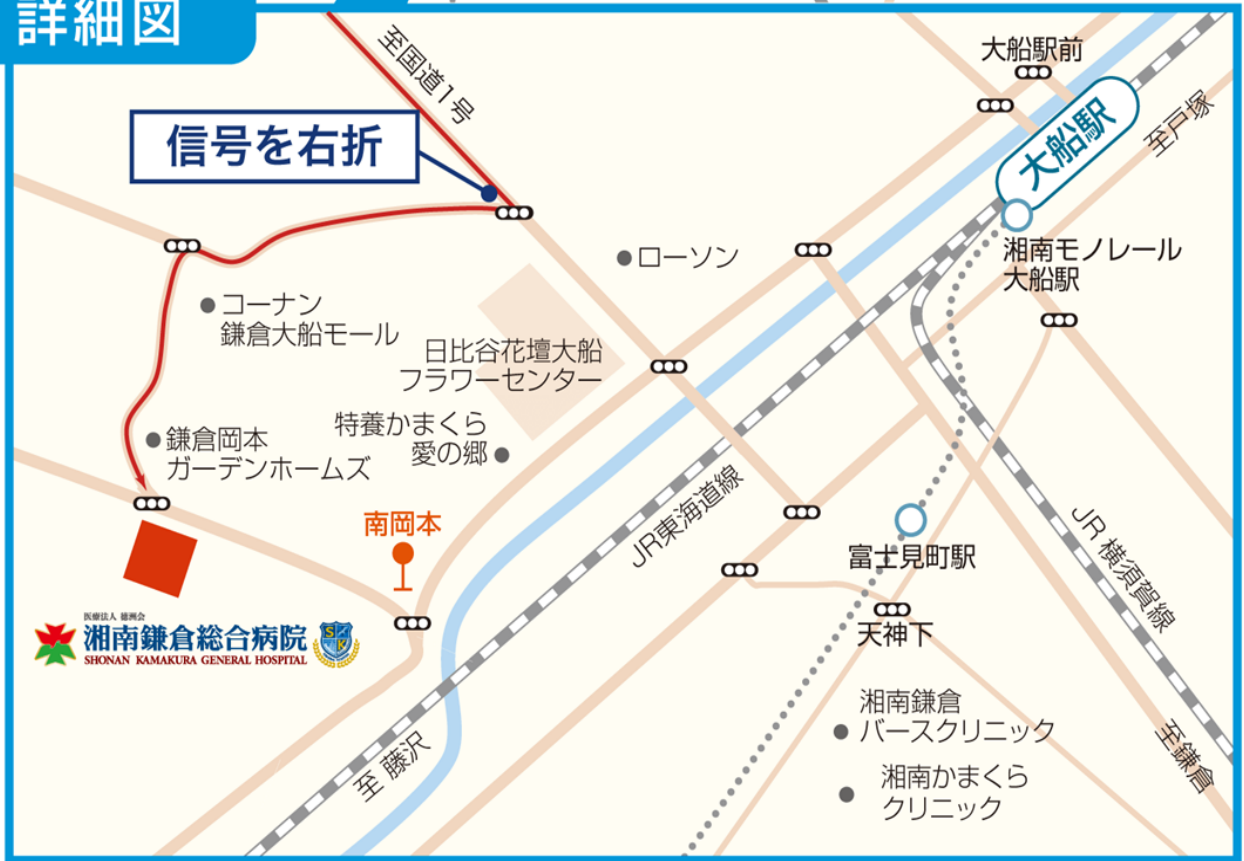 詳細図
至国道1号
大船駅前
信号を右折
大船駅
至戸塚
ローソン
湘南モノレール
大船駅
コーナン
鎌倉大船モール
日比谷花壇大船
フラワーセンター
特養かまくら
愛の郷
鎌倉岡本
ガーデンホームズ
JR東海道線
南岡本
富士見町駅
JR 横須賀線
医療法人 徳洲会
湘南鎌倉総合病院
SHONAN KAMAKURA GENERAL HOSPITAL
S
K
天神下
湘南鎌倉
バースクリニック
至 藤沢
至鎌倉
湘南かまくら
クリニック